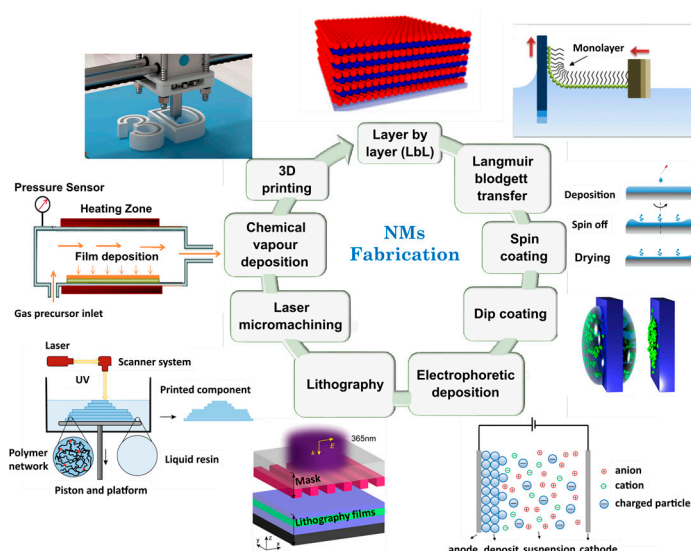 Monolayer
Layer by
layer (LbL)
Langmuir
blodgett
transfer
3D
printing
Pressure Sensor
Heating Zone
Film deposition
Gas precursor inlet
Chemical
vapour
deposition
NMs
Fabrication
Spin
coating
Deposition
Spin off
Drying
Laser
micromachining
Dip coating
Lithography
Electrophoretic
deposition
Laser
Scanner system
UV
Printed component
Polymer
network
Liquid resin
Piston and platform
365nm
k
E
Mask
Lithography films
y
z
x
anion
cation
charged particle
anode deposit suspension cathode